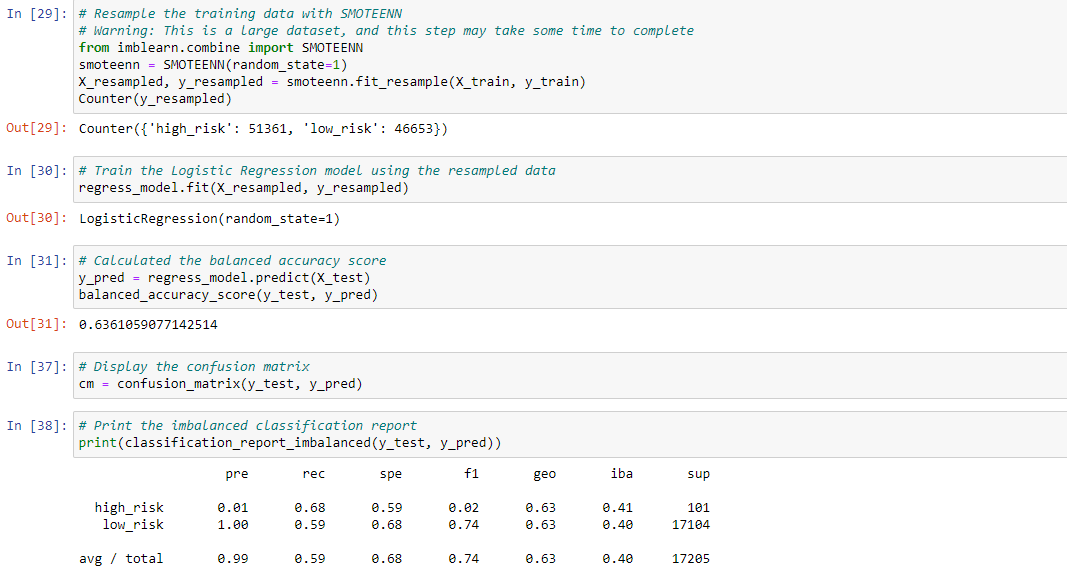 In [29]: # Resample the training data with SMOTEENN
# Warning: This is a large dataset, and this step may take some time to complete
from imblearn.combine import SMOTEENN
smoteenn = SMOTEENN(random_state=1)
X_resampled, y_resampled = smoteenn.fit_resample(X_train, y_train)
Counter(y_resampled)
Out[29]: Counter({'high_risk': 51361, 'low_risk': 46653})
In [30]: # Train the Logistic Regression model using the resampled data
regress_model.fit(X_resampled, y_resampled)
Out[30]: LogisticRegression(random_state=1)
In [31]: # Calculated the balanced accuracy score
y_pred = regress_model.predict(X_test)
balanced_accuracy_score(y_test, y_pred)
Out[31]: 0.6361059077142514
In [37]: # Display the confusion matrix
cm = confusion_matrix(y_test, y_pred)
In [38]: # Print the imbalanced classification report
print(classification_report_imbalanced(y_test, y_pred))
pre rec spe f1 geo iba sup
high_risk 0.01 0.68 0.59 0.02 0.63 0.41 101
low_risk 1.00 0.59 0.68 0.74 0.63 0.40 17104
avg / total 0.99 0.59 0.68 0.74 0.63 0.40 17205